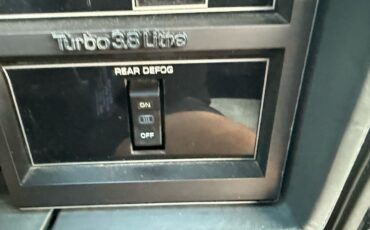 Turbo 3.8 Litre
REAR DEFOG
ON
OFF